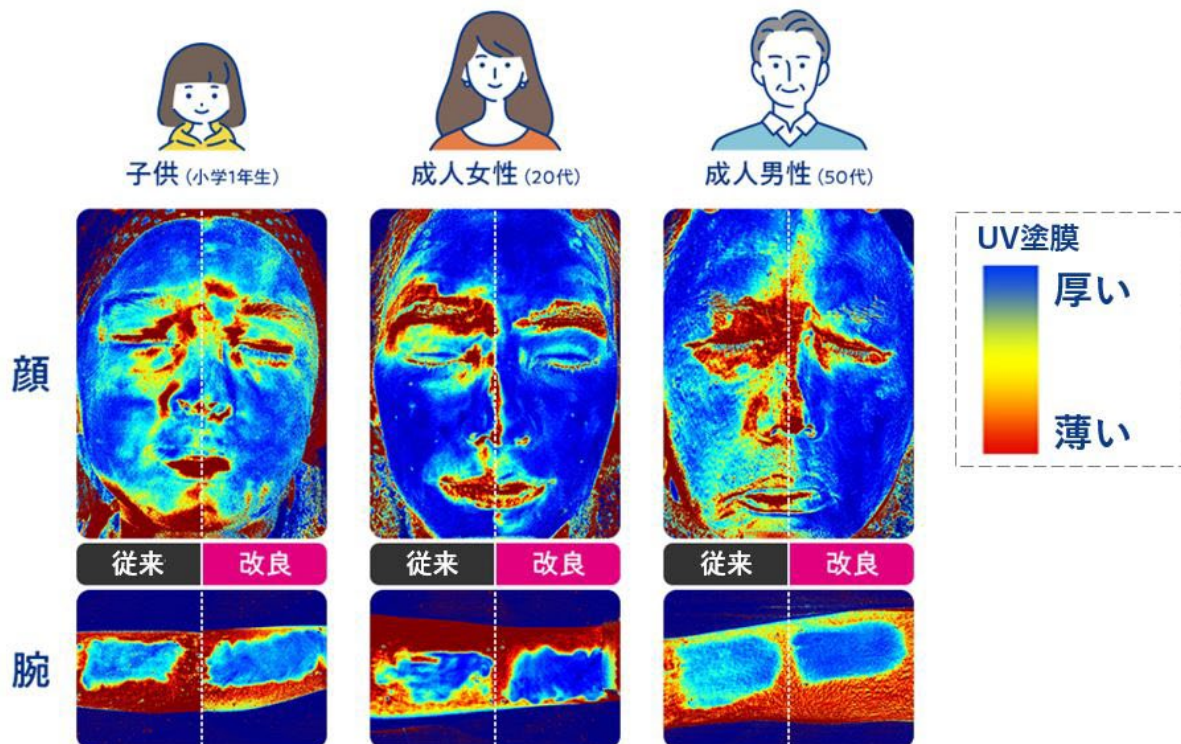 子供 (小学1年生)
成人女性 (20代)
成人男性 (50代)
顔
UV塗膜
厚い
薄い
従来 改良
従来 改良
従来 改良
腕